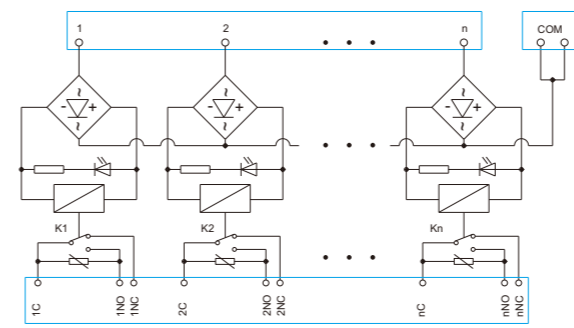 1 2 n COM
~ ~ ~
- + - + - +
~ ~ ~
K1 K2 Kn
1C 1NO 1NC 2C 2NO 2NC nC nNO nNC